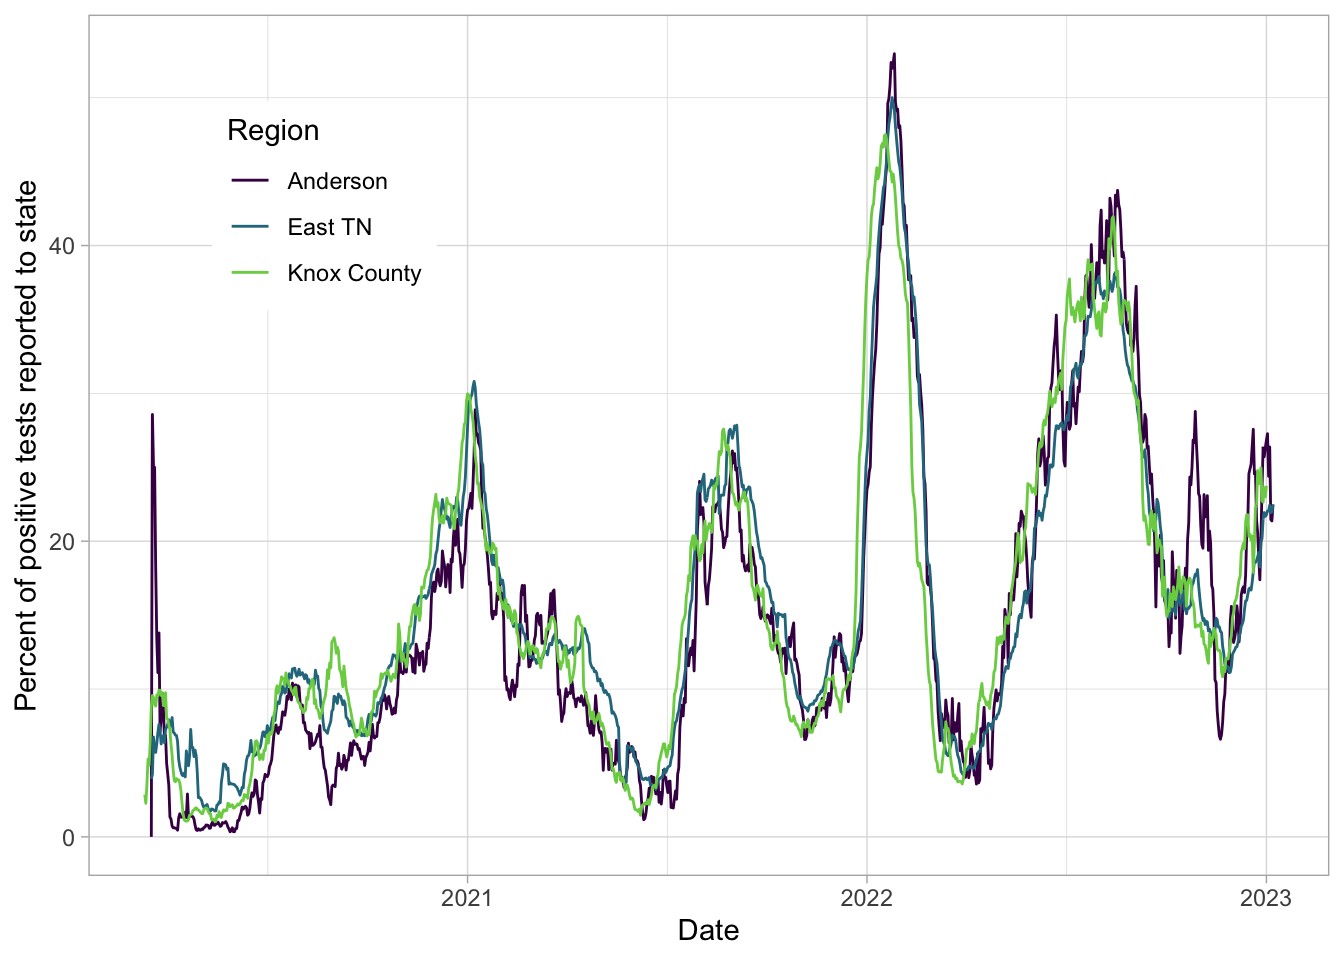 Region
Anderson
East TN
Knox County
Percent of positive tests reported to state
40
20
0
2021
2022
2023
Date